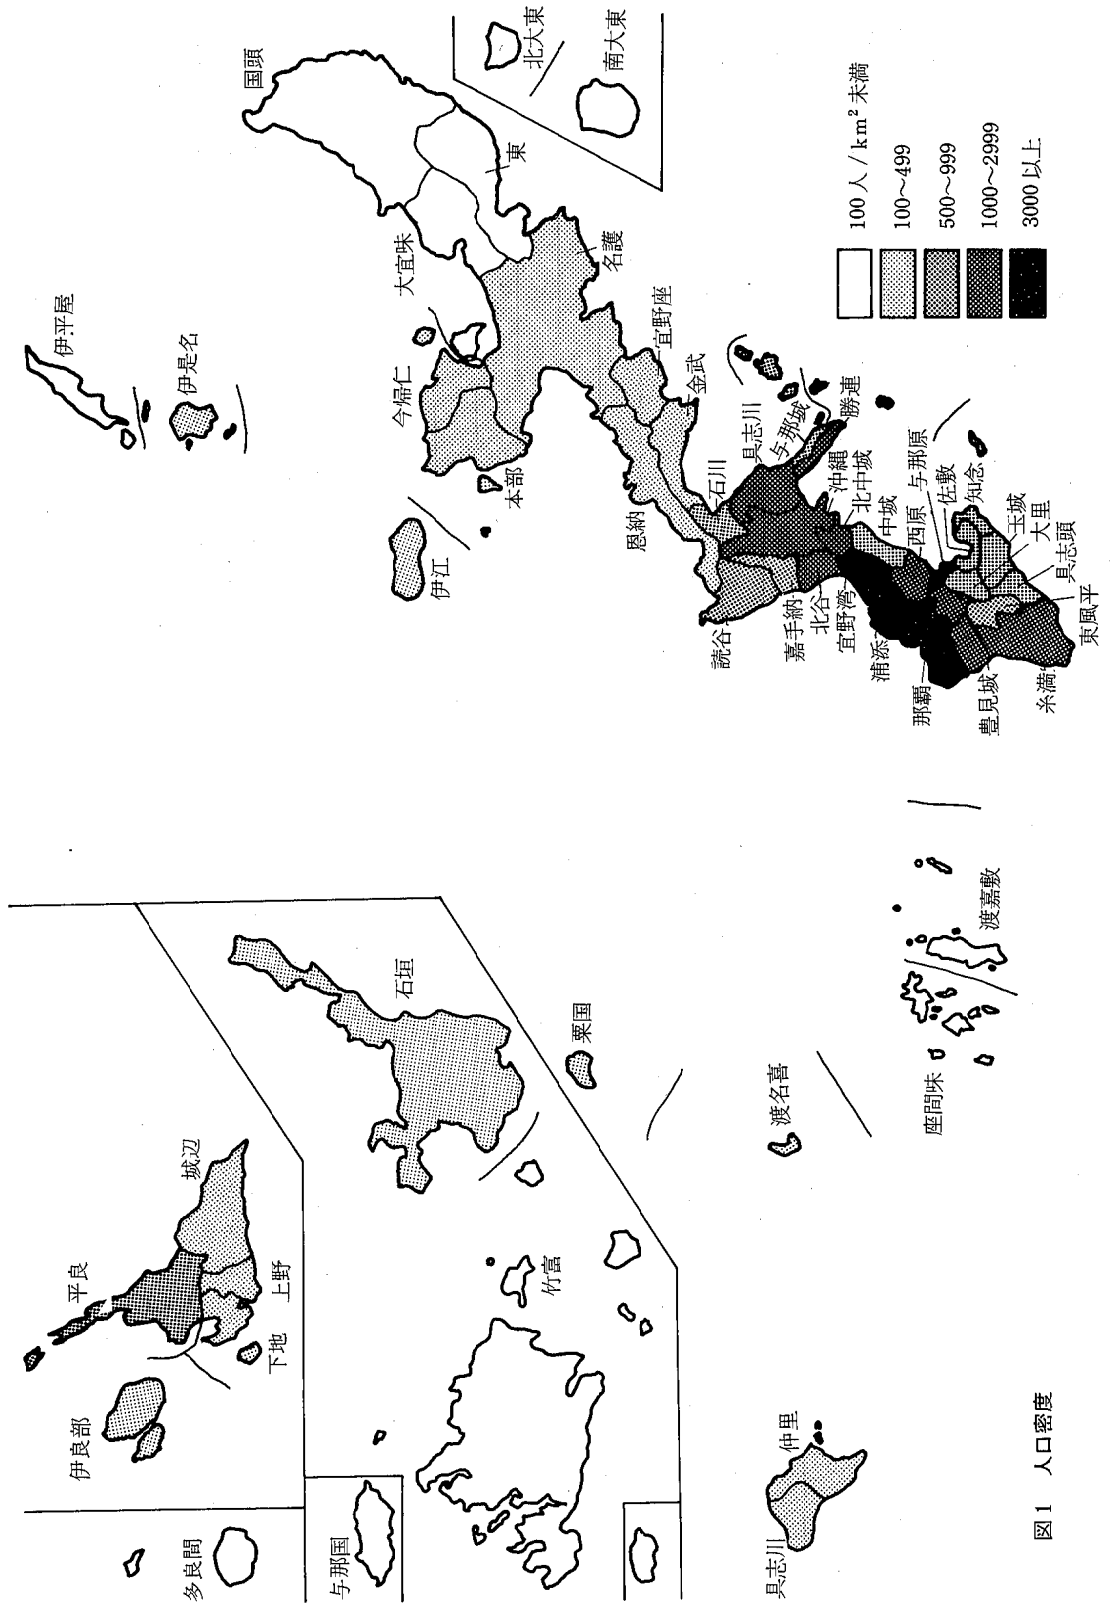 図1 人口密度
100人/km²未満
100～499
500～999
1000～2999
3000以上
伊平屋
伊是名
国頭
大宜味
東
今帰仁
本部
伊江
名護
恩納
宜野座
金武
石川
具志川
与那城
勝連
沖縄
読谷
嘉手納
北谷
北中城
中城
宜野湾
西原
浦添
那覇
与那原
佐敷
知念
玉城
大里
具志頭
東風平
豊見城
糸満
北大東
南大東
渡嘉敷
座間味
粟国
渡名喜
仲里
具志川
平良
城辺
上野
下地
伊良部
多良間
石垣
竹富
与那国